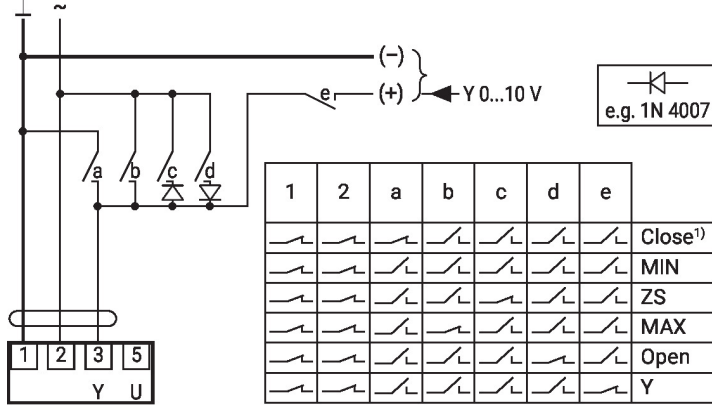 ~
(−)
e (+) Y 0...10 V
e.g. 1N 4007
a b c d
1 2 a b c d e
Close¹⁾
MIN
ZS
MAX
Open
Y
1 2 3 5
Y U